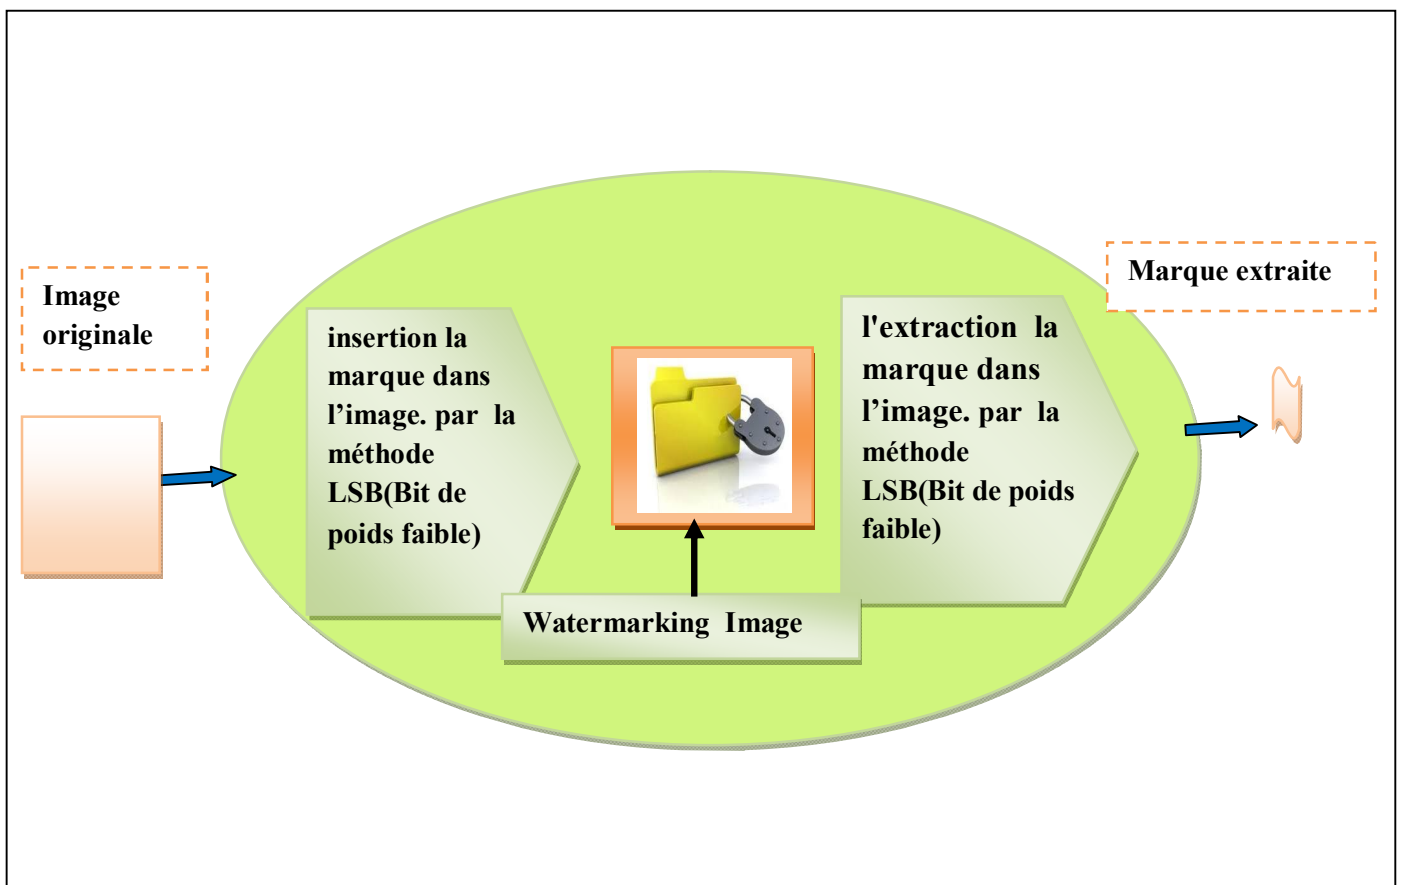 Image
originale
insertion la
marque dans
l’image. par la
méthode
LSB(Bit de
poids faible)
Watermarking Image
l'extraction la
marque dans
l’image. par la
méthode
LSB(Bit de poids
faible)
Marque extraite